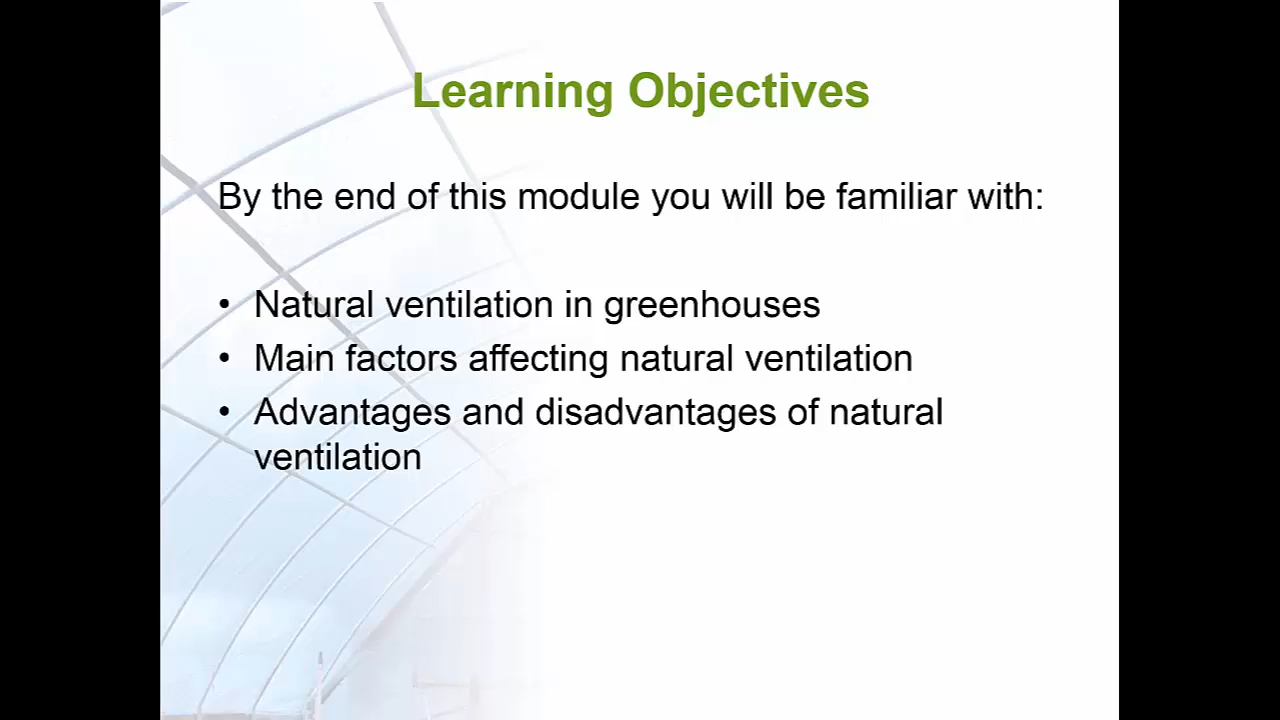 Learning Objectives
By the end of this module you will be familiar with:
• Natural ventilation in greenhouses
• Main factors affecting natural ventilation
• Advantages and disadvantages of natural
ventilation